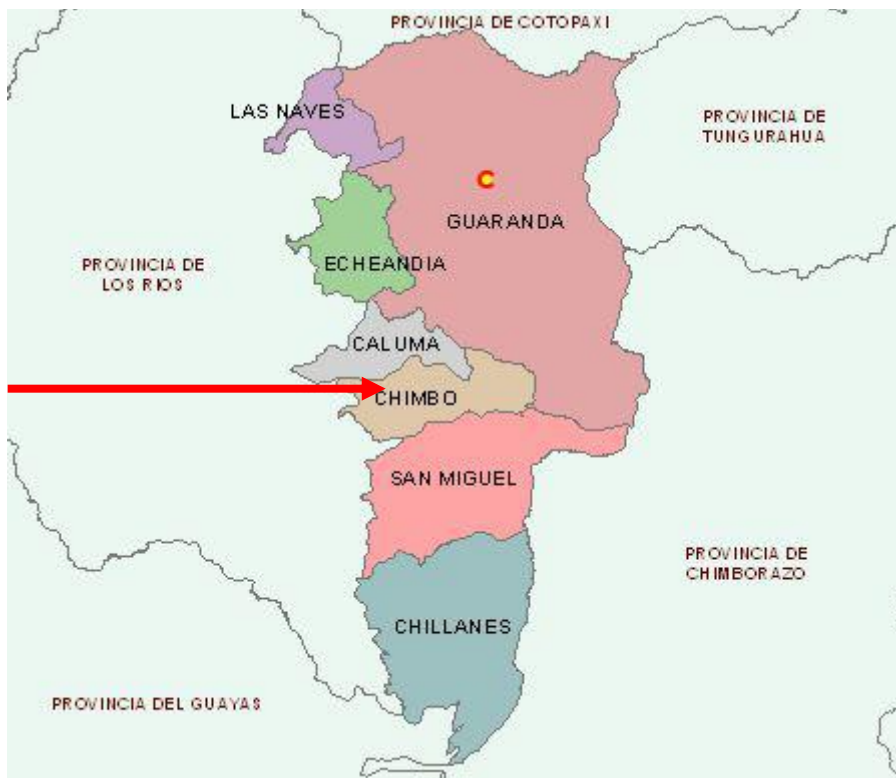 PROVINCIA DE COTOPAXI
LAS NAVES
PROVINCIA DE
TUNGURAHUA
C
GUARANDA
PROVINCIA DE
LOS RIOS
ECHEANDIA
CALUMA
CHIMBO
SAN MIGUEL
PROVINCIA DE
CHIMBORAZO
CHILLANES
PROVINCIA DEL GUAYAS